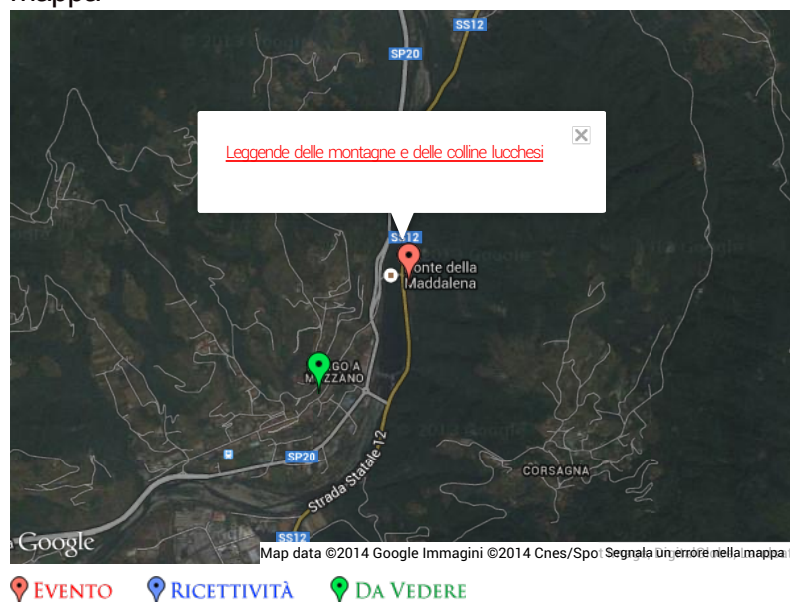 SS12
SP20
Leggende delle montagne e delle colline lucchesi
SS12
Ponte della
Maddalena
MOZZANO
CORSAGNA
SP20
Strada Statale 12
SS12
Google
Map data ©2014 Google Immagini ©2014 Cnes/Spot Segnala un errore nella mappa
EVENTO
RICETTIVITÀ
DA VEDERE